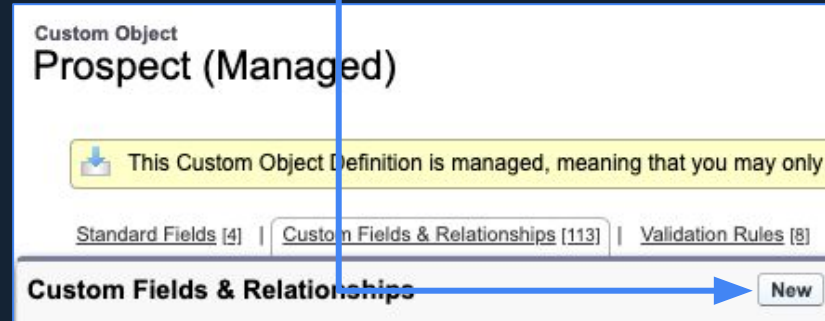 Custom Object
Prospect (Managed)
This Custom Object Definition is managed, meaning that you may only
Standard Fields [4] | Custom Fields & Relationships [113] | Validation Rules [8]
Custom Fields & Relationships New